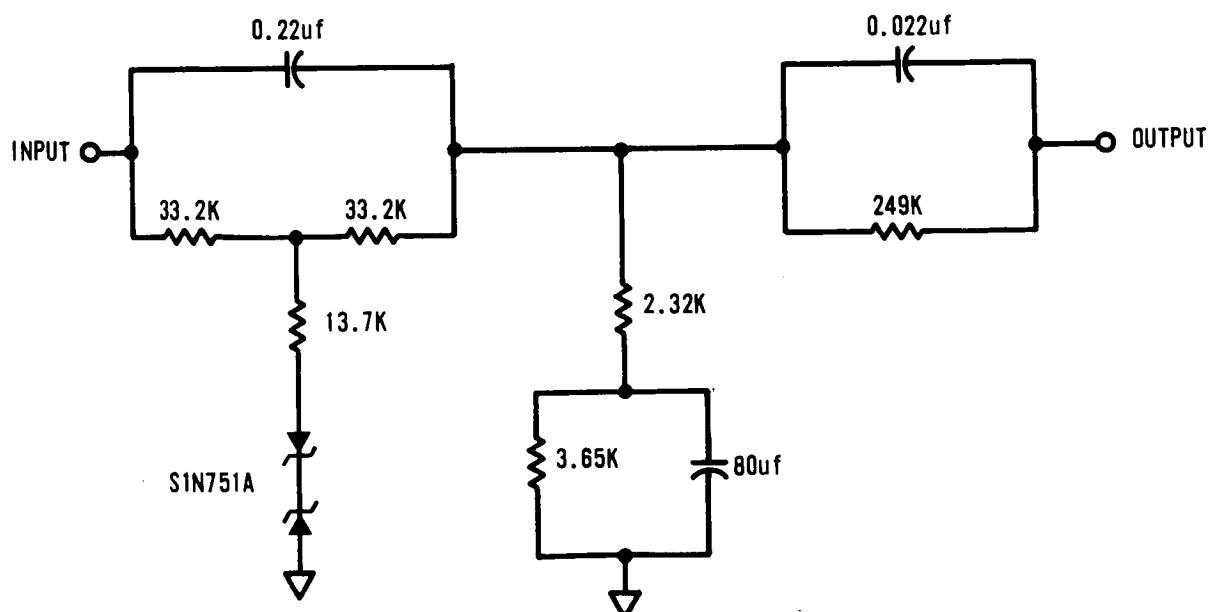 0.22uf
0.022uf
INPUT
OUTPUT
33.2K
33.2K
249K
13.7K
2.32K
3.65K
80uf
S1N751A